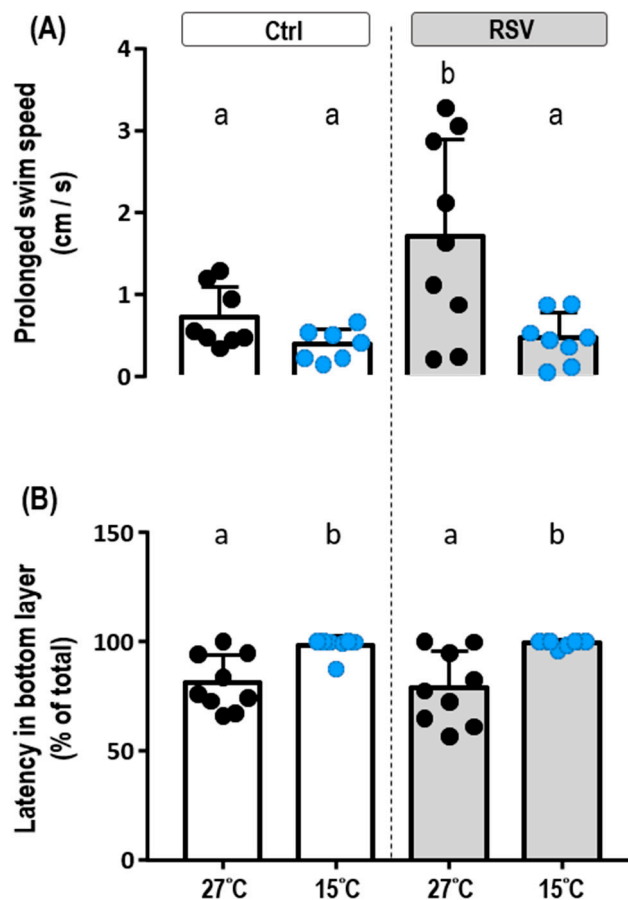 (A)
Ctrl
RSV
Prolonged swim speed
(cm / s)
4
3
2
1
0
a
a
b
a
(B)
Latency in bottom layer
(% of total)
150
100
50
0
a
b
a
b
27°C
15°C
27°C
15°C